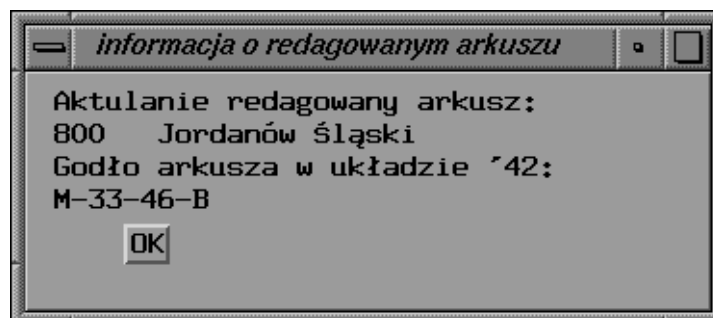 informacja o redagowanym arkuszu
Aktulanie redagowany arkusz:
800 Jordanów Śląski
Godło arkusza w układzie ´42:
M-33-46-B
OK